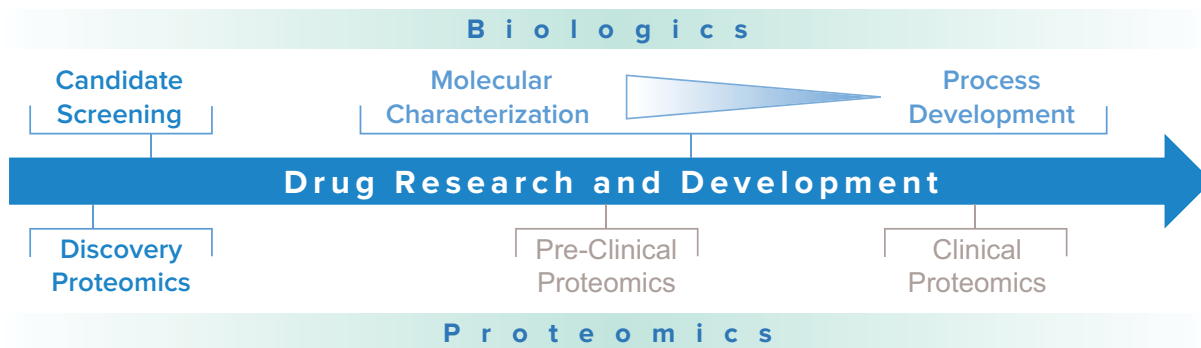 Biologics
Candidate
Screening
Molecular
Characterization
Process
Development
Drug Research and Development
Discovery
Proteomics
Pre-Clinical
Proteomics
Clinical
Proteomics
Proteomics